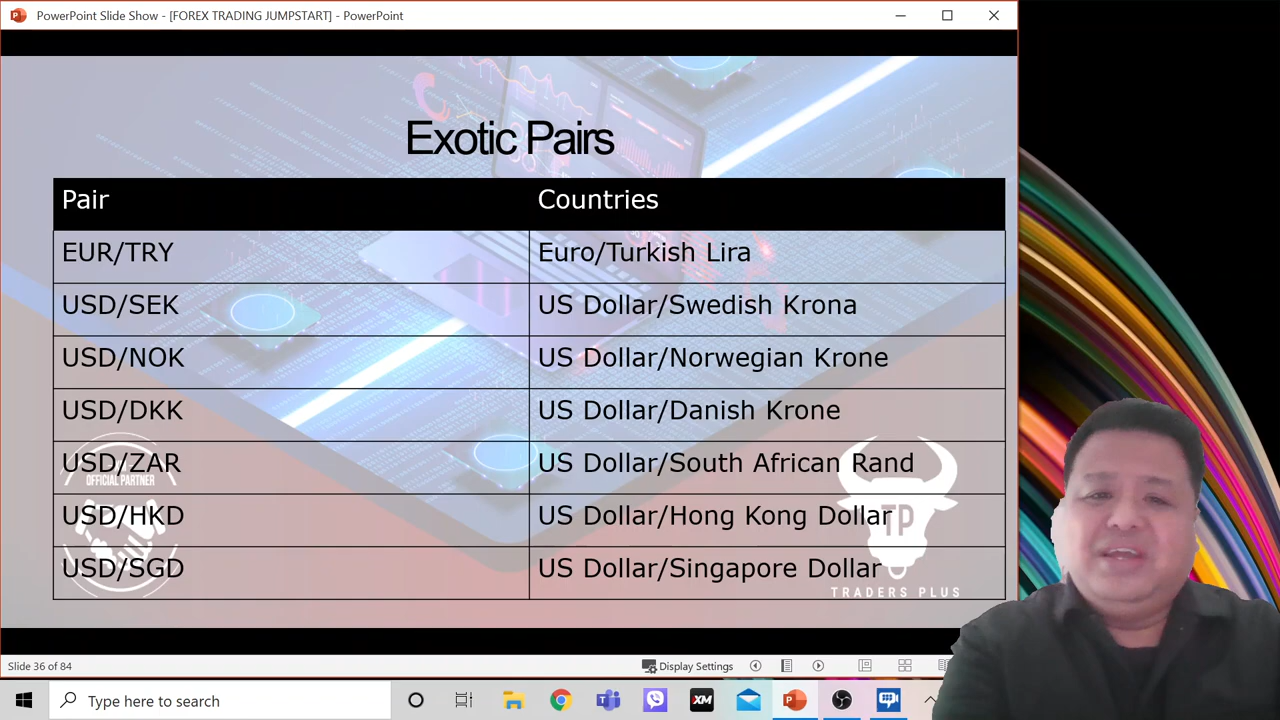 PowerPoint Slide Show - [FOREX TRADING JUMPSTART] - PowerPoint
Exotic Pairs
Pair Countries
EUR/TRY Euro/Turkish Lira
USD/SEK US Dollar/Swedish Krona
USD/NOK US Dollar/Norwegian Krone
USD/DKK US Dollar/Danish Krone
USD/ZAR US Dollar/South African Rand
OFFICIAL PARTNER
USD/HKD US Dollar/Hong Kong Dollar
TP
USD/SGD US Dollar/Singapore Dollar
TRADERS PLUS
Slide 36 of 84 Display Settings
Type here to search
XM